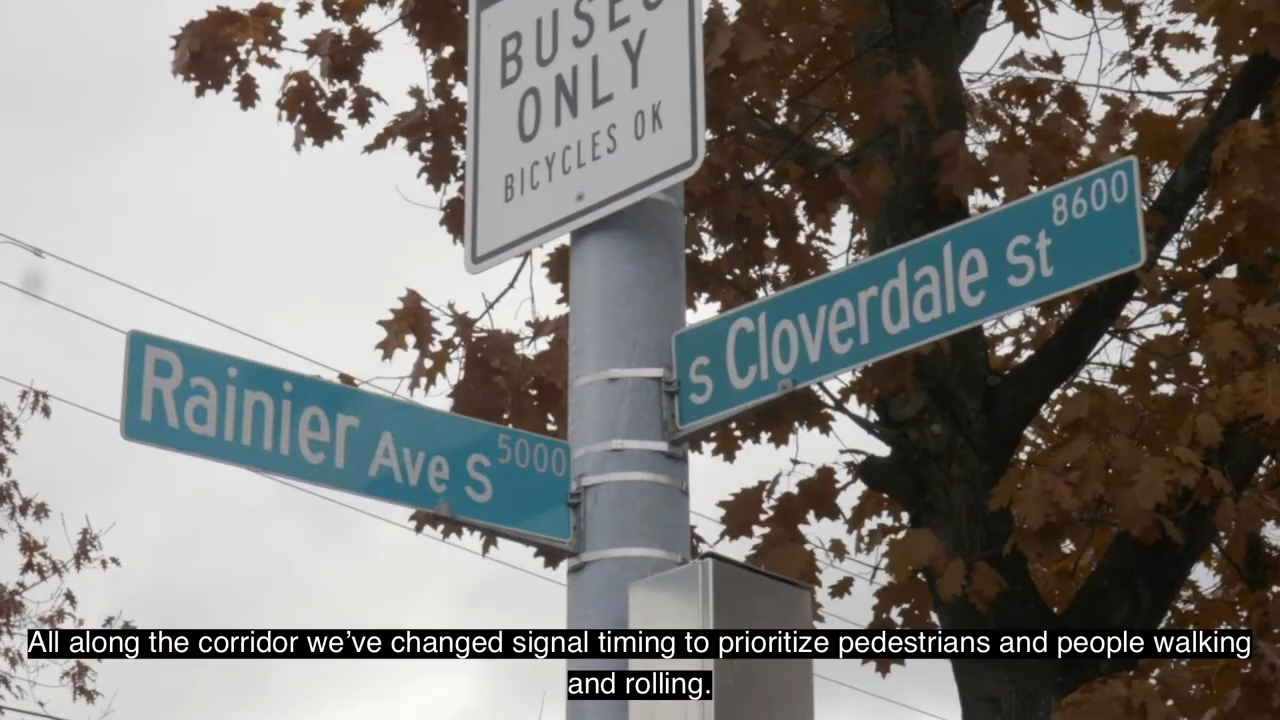 BUSES
ONLY
BICYCLES OK
S Cloverdale St 8600
Rainier Ave S 5000
All along the corridor we’ve changed signal timing to prioritize pedestrians and people walking
and rolling.